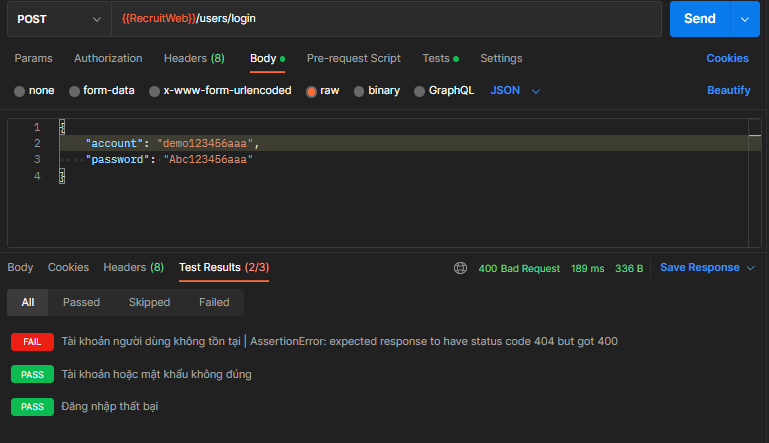 POST {{RecruitWeb}}/users/login Send
Params Authorization Headers (8) Body Pre-request Script Tests Settings Cookies
none form-data x-www-form-urlencoded raw binary GraphQL JSON Beautify
1 {
2 "account": "demo123456aaa",
3 "password": "Abc123456aaa"
4 }
Body Cookies Headers (8) Test Results (2/3) 400 Bad Request 189 ms 336 B Save Response
All Passed Skipped Failed
FAIL Tài khoản người dùng không tồn tại | AssertionError: expected response to have status code 404 but got 400
PASS Tài khoản hoặc mật khẩu không đúng
PASS Đăng nhập thất bại